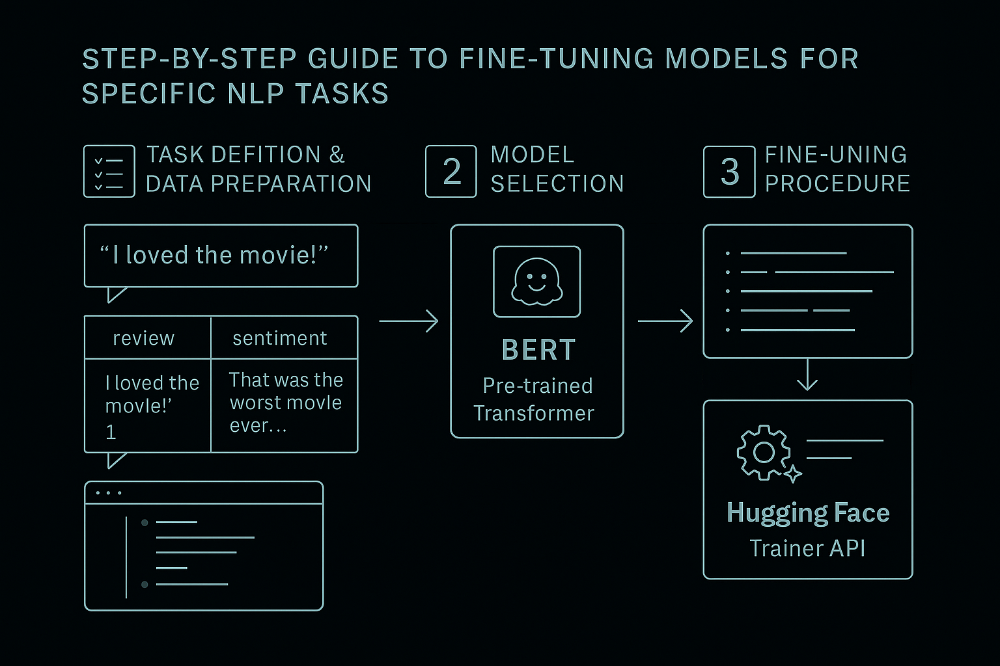 STEP-BY-STEP GUIDE TO FINE-TUNING MODELS FOR
SPECIFIC NLP TASKS
TASK DEFITION &
DATA PREPARATION
“I loved the movie!”
review
sentiment
I loved the
movle!’
1
That was the
worst movle
ever...
2
MODEL
SELECTION
BERT
Pre-trained
Transformer
3
FINE-UNING
PROCEDURE
Hugging Face
Trainer API